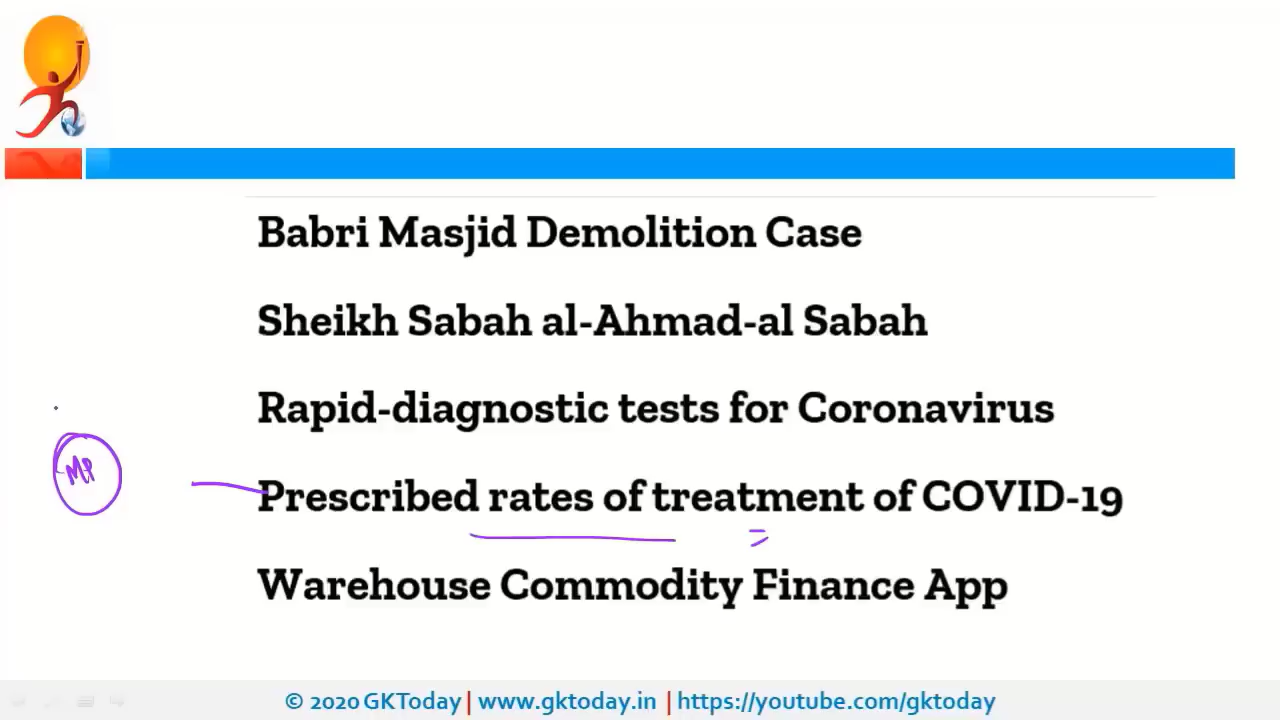 Babri Masjid Demolition Case
Sheikh Sabah al-Ahmad-al Sabah
Rapid-diagnostic tests for Coronavirus
MP
Prescribed rates of treatment of COVID-19
Warehouse Commodity Finance App
© 2020 GKToday | www.gktoday.in | https://youtube.com/gktoday